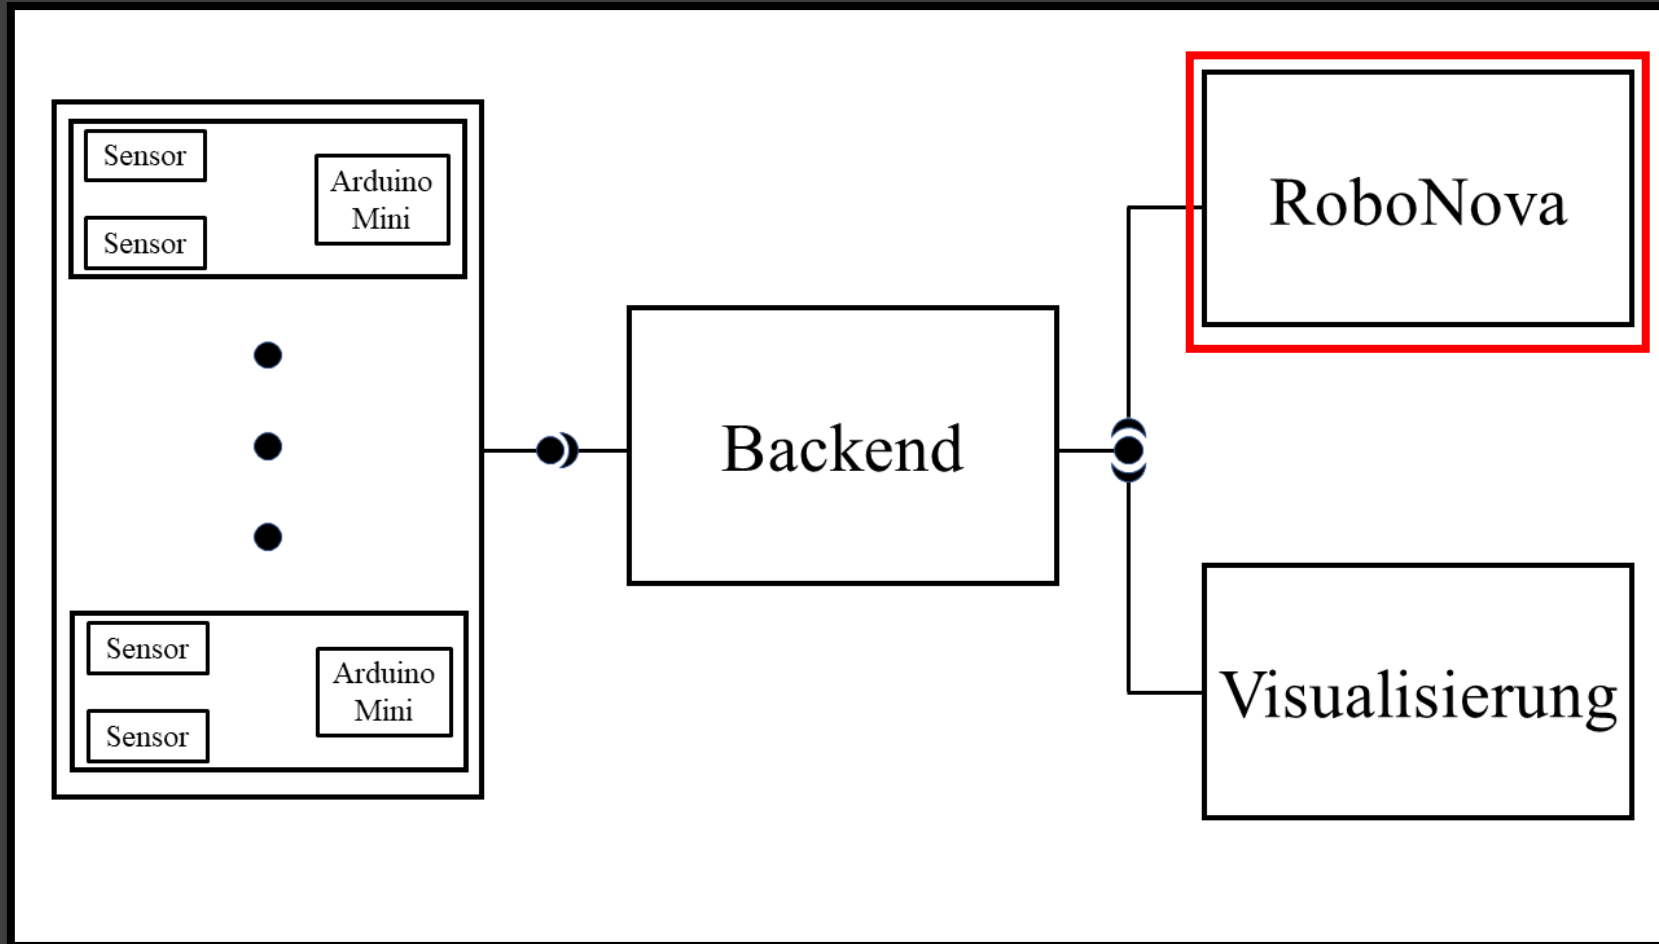 Sensor
Arduino
Mini
Sensor
Sensor
Arduino
Mini
Sensor
Backend
RoboNova
Visualisierung